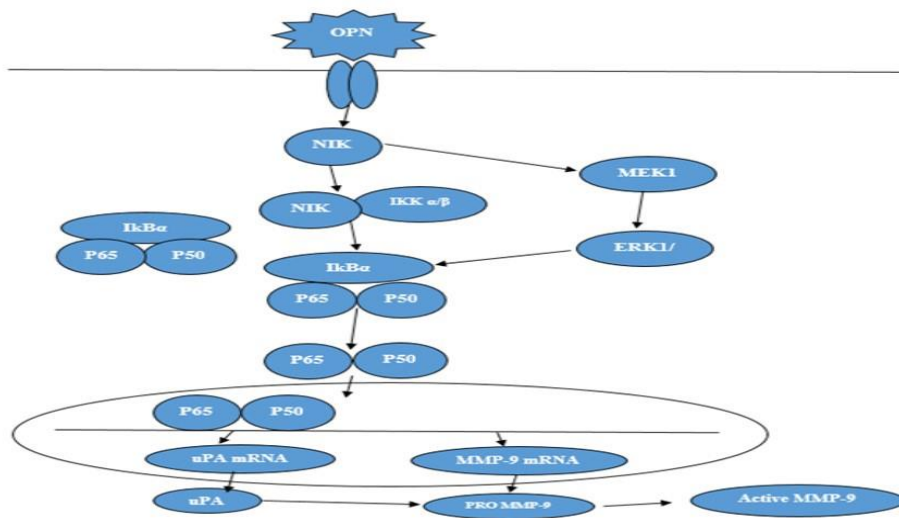 OPN
NIK
MEK1
NIK
IKK α/β
IkBα
P65
P50
ERK1/
IkBα
P65
P50
P65
P50
P65
P50
uPA mRNA
MMP-9 mRNA
uPA
PRO MMP-9
Active MMP-9